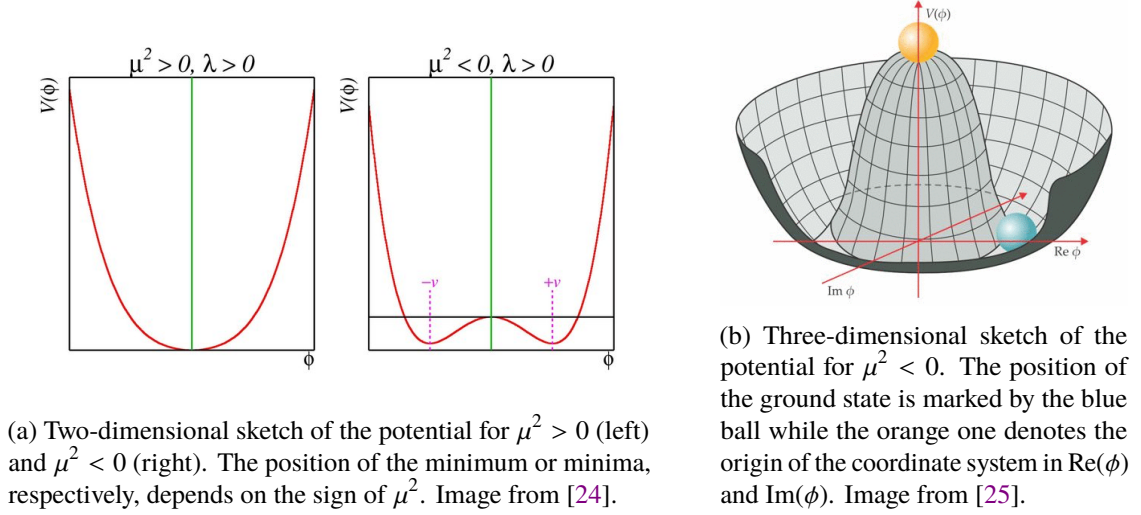 μ² > 0, λ > 0
V(ϕ)
ϕ
μ² < 0, λ > 0
V(ϕ)
−v
+v
ϕ
(a) Two-dimensional sketch of the potential for μ² > 0 (left)
and μ² < 0 (right). The position of the minimum or minima,
respectively, depends on the sign of μ². Image from [24].
V(ϕ)
Re ϕ
Im ϕ
(b) Three-dimensional sketch of the
potential for μ² < 0. The position of
the ground state is marked by the blue
ball while the orange one denotes the
origin of the coordinate system in Re(ϕ)
and Im(ϕ). Image from [25].